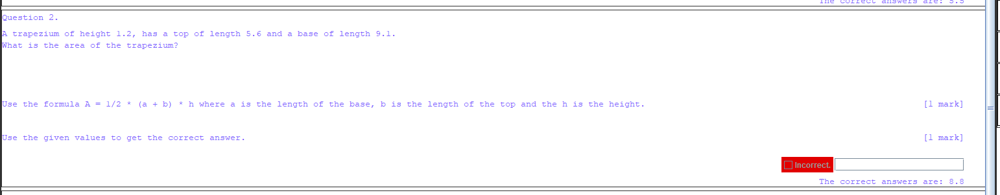 The correct answers are: 5.5
Question 2.
A trapezium of height 1.2, has a top of length 5.6 and a base of length 9.1.
What is the area of the trapezium?
Use the formula A = 1/2 * (a + b) * h where a is the length of the base, b is the length of the top and the h is the height. [1 mark]
Use the given values to get the correct answer. [1 mark]
Incorrect.
The correct answers are: 8.8